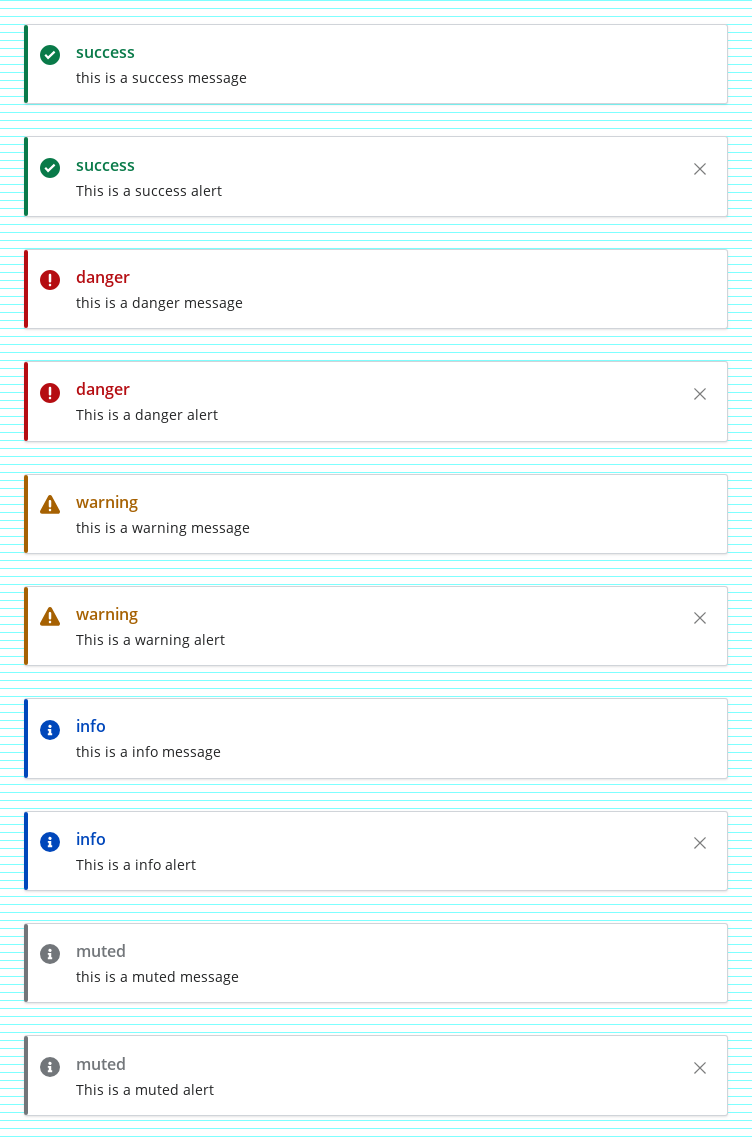 success
this is a success message
success
This is a success alert
danger
this is a danger message
danger
This is a danger alert
warning
this is a warning message
warning
This is a warning alert
info
this is a info message
info
This is a info alert
muted
this is a muted message
muted
This is a muted alert